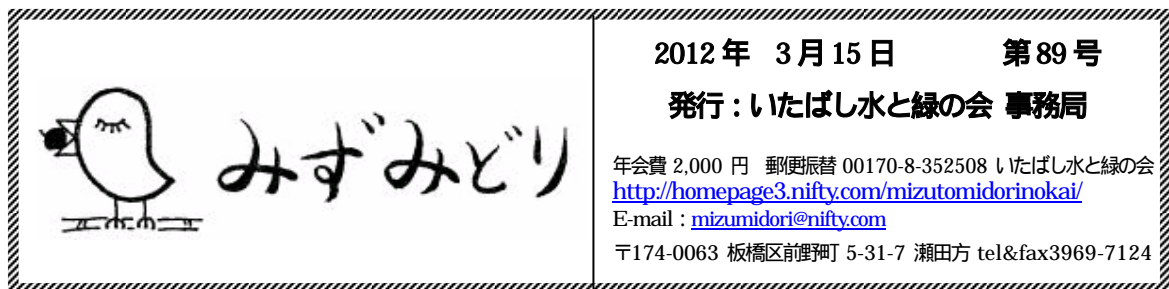 みずみどり
2012年 3月15日 第89号
発行：いたばし水と緑の会 事務局
年会費 2,000 円 郵便振替 00170-8-352508 いたばし水と緑の会
http://homepage3.nifty.com/mizutomidorinokai/
E-mail：mizumidori@nifty.com
〒174-0063 板橋区前野町 5-31-7 瀬田方 tel&fax3969-7124